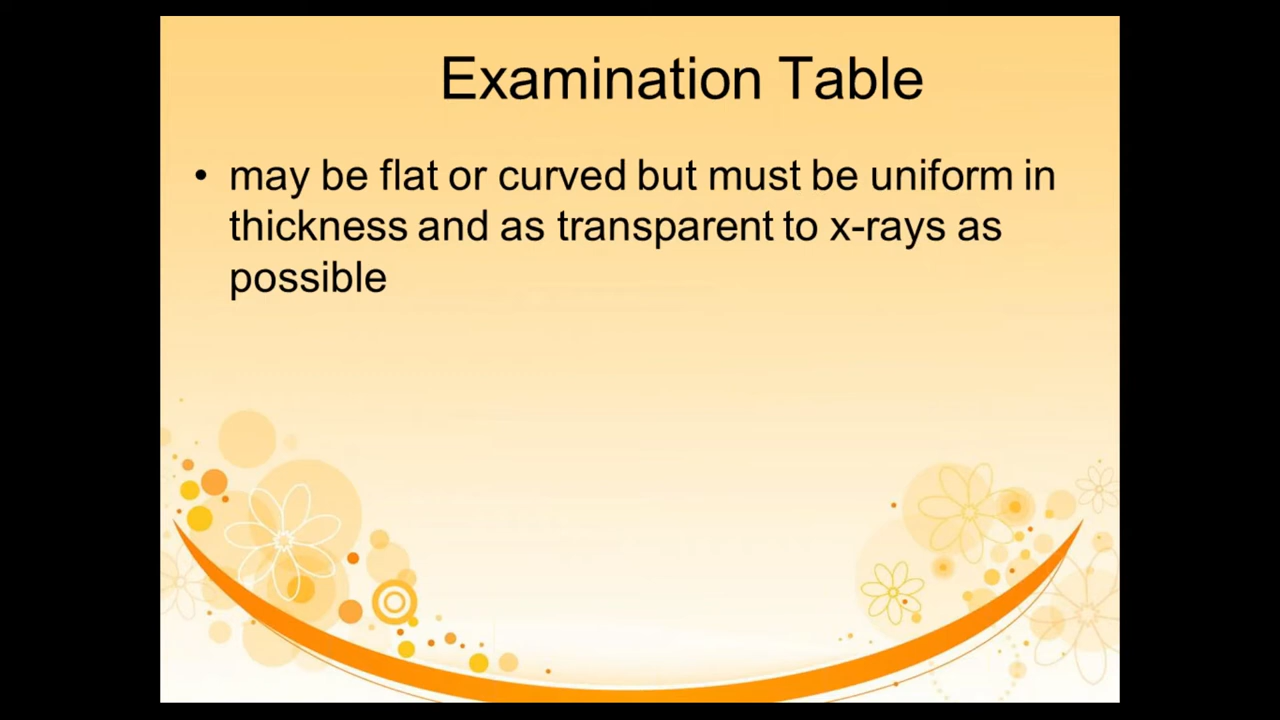 Examination Table
• may be flat or curved but must be uniform in
thickness and as transparent to x-rays as
possible